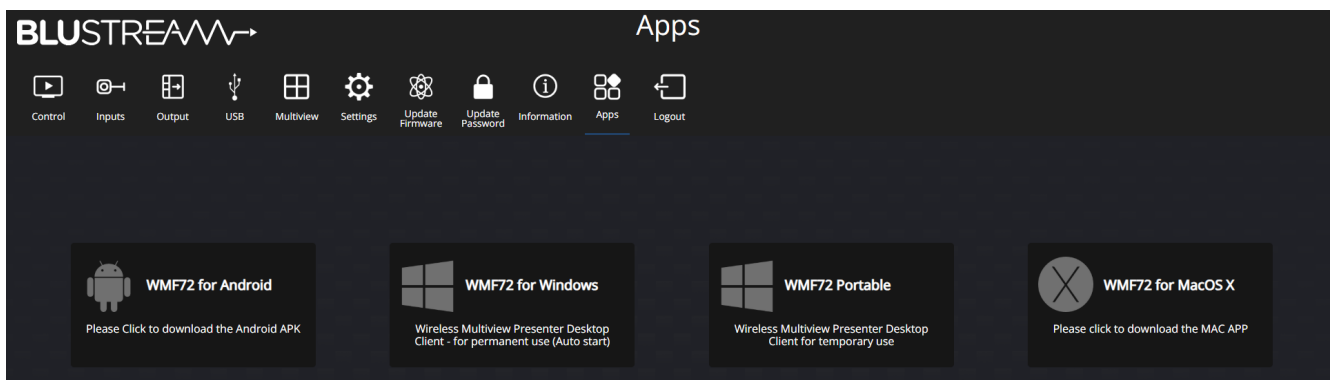 BLUSTREAM
Apps
Control
Inputs
Output
USB
Multiview
Settings
Update
Firmware
Update
Password
Information
Apps
Logout
WMF72 for Android
Please Click to download the Android APK
WMF72 for Windows
Wireless Multiview Presenter Desktop
Client - for permanent use (Auto start)
WMF72 Portable
Wireless Multiview Presenter Desktop
Client for temporary use
WMF72 for MacOS X
Please click to download the MAC APP